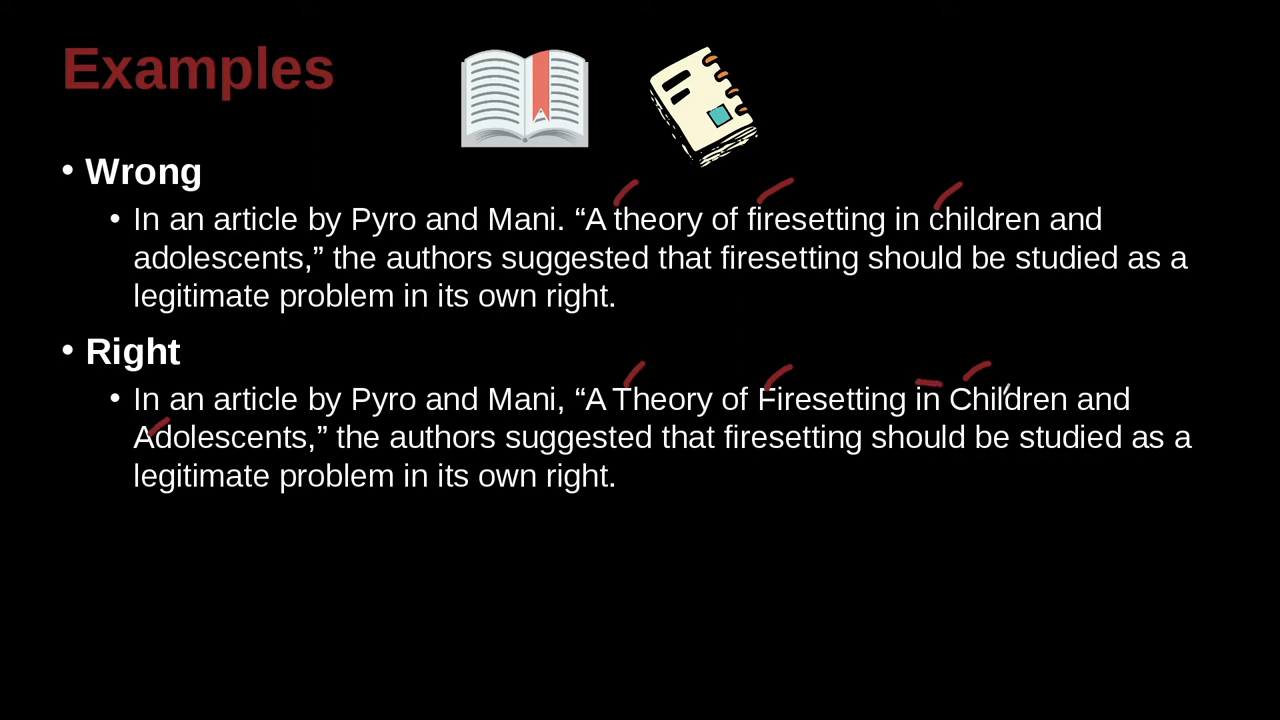 Examples
• Wrong
• In an article by Pyro and Mani. “A theory of firesetting in children and
adolescents,” the authors suggested that firesetting should be studied as a
legitimate problem in its own right.
• Right
• In an article by Pyro and Mani, “A Theory of Firesetting in Children and
Adolescents,” the authors suggested that firesetting should be studied as a
legitimate problem in its own right.